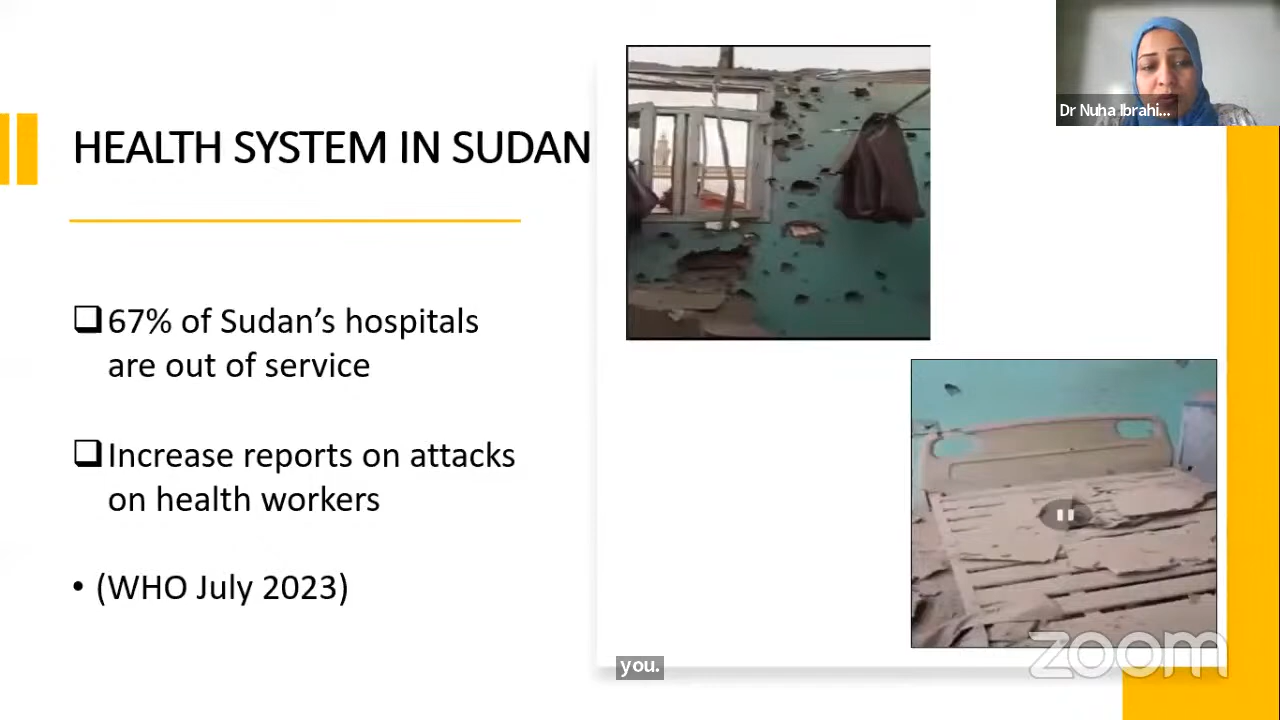 HEALTH SYSTEM IN SUDAN
67% of Sudan’s hospitals
are out of service
Increase reports on attacks
on health workers
• (WHO July 2023)
Dr Nuha Ibrahi...
you.
zoom